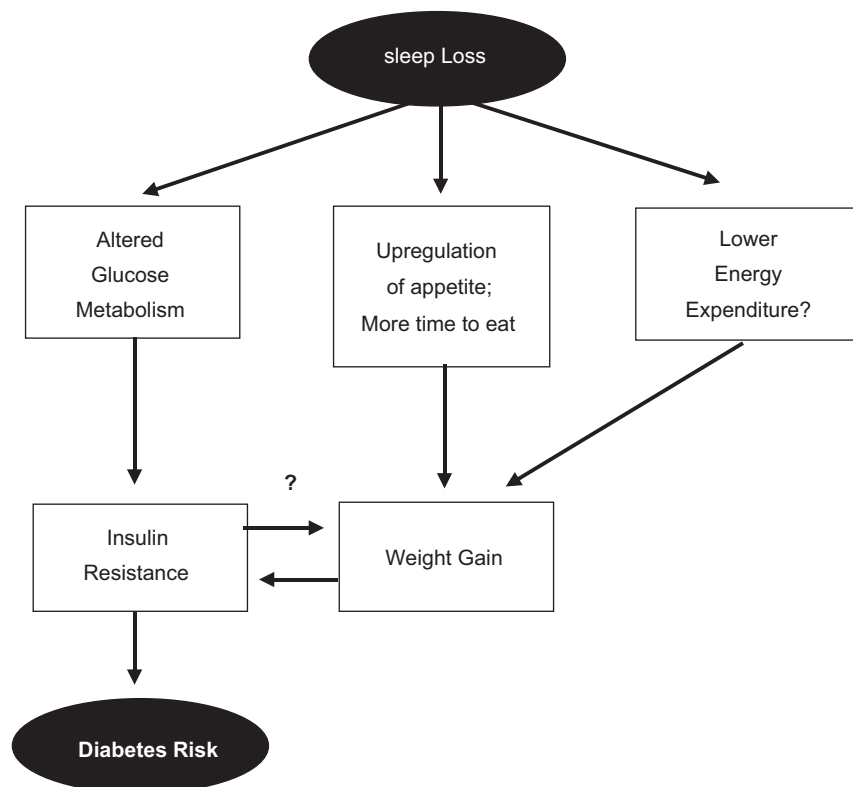 sleep Loss
Altered
Glucose
Metabolism
Upregulation
of appetite;
More time to eat
Lower
Energy
Expenditure?
?
Insulin
Resistance
Weight Gain
Diabetes Risk